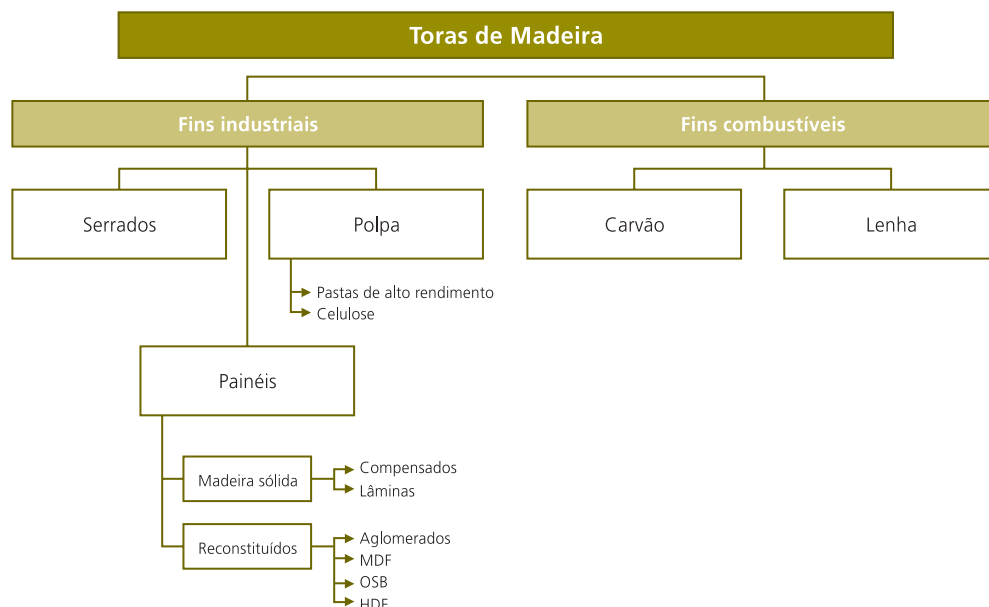 Toras de Madeira
Fins industriais
Fins combustíveis
Serrados
Polpa
Carvão
Lenha
Pastas de alto rendimento
Celulose
Painéis
Madeira sólida
Compensados
Lâminas
Reconstituídos
Aglomerados
MDF
OSB
HDF